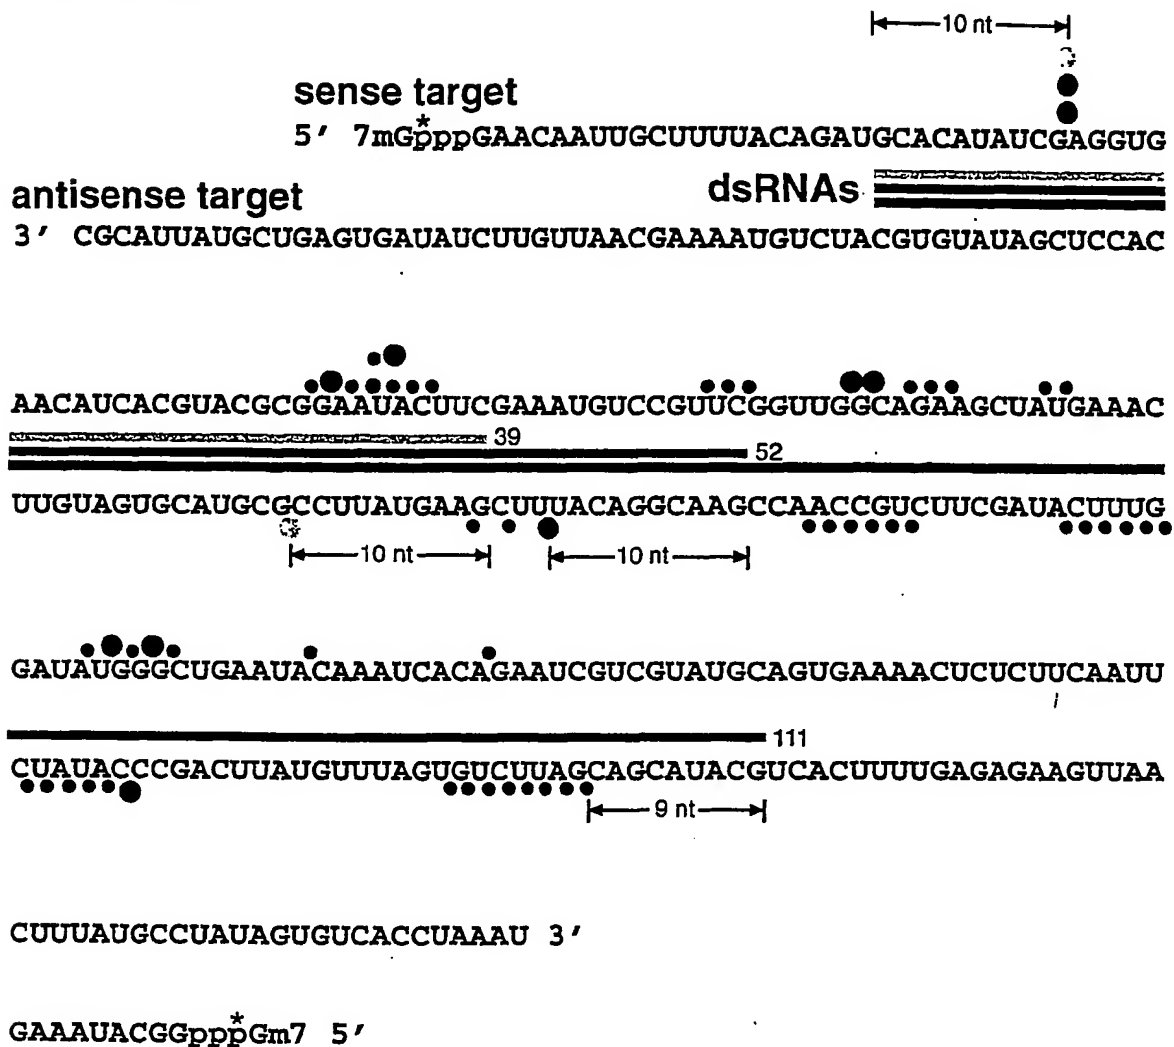 10 nt
sense target
5′ 7mGpppGAACAAUUGCUUUUACAGAUGCACAUAUCGAGGUG
*
dsRNAs
antisense target
3′ CGCAUUAUGCUGAGUGAUAUCUUGUUAACGAAAAUGUCUACGUGUAUAGCUCCAC
AACAUCACGUACGCGGAAUACUUCGAAAUGUCCGUUCGGUUGGCAGAAGCUAUGAAAC
39
52
UUGUAGUGCAUGCGCCUUAUGAAGCUUUACAGGCAAGCCAACCGUCUUCGAUACUUUG
10 nt
10 nt
GAUAUGGGCUGAAUACAAAUCACAGAAUCGUCGUAUGCAGUGAAAACUCUCUUCAAUU
111
CUAUACCCGACUUAUGUUUAGUGUCUUAGCAGCAUACGUCACUUUUGAGAGAAGUUAA
9 nt
CUUUAUGCCUAUAGUGUCACCUAAAU 3′
GAAAUACGGpppGm7 5′
*